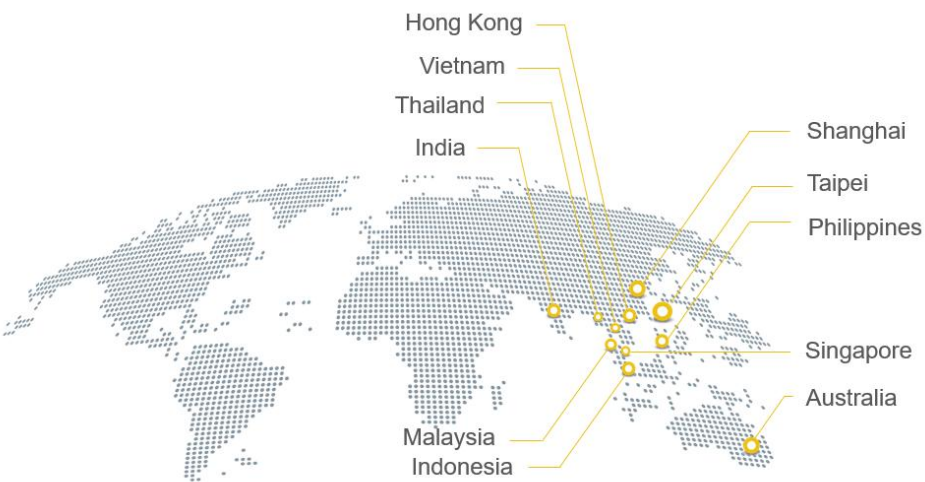 Hong Kong
Vietnam
Thailand
India
Shanghai
Taipei
Philippines
Singapore
Australia
Malaysia
Indonesia